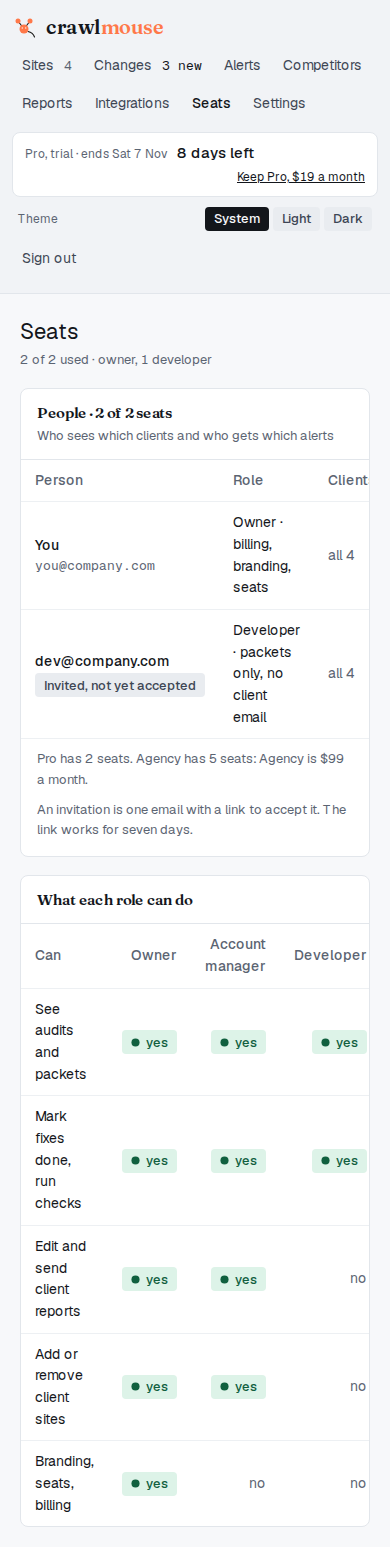 crawlmouse
Sites 4 Changes 3 new Alerts Competitors
Reports Integrations Seats Settings
Pro, trial · ends Sat 7 Nov 8 days left
Keep Pro, $19 a month
Theme System Light Dark
Sign out
Seats
2 of 2 used · owner, 1 developer
People · 2 of 2 seats
Who sees which clients and who gets which alerts
Person Role Clients
You
you@company.com
Owner ·
billing,
branding,
seats
all 4
dev@company.com
Invited, not yet accepted
Developer
· packets
only, no
client
email
all 4
Pro has 2 seats. Agency has 5 seats: Agency is $99
a month.
An invitation is one email with a link to accept it. The
link works for seven days.
What each role can do
Can Owner Account
manager Developer
See
audits
and
packets
yes yes yes
Mark
fixes
done,
run
checks
yes yes yes
Edit and
send
client
reports
yes yes no
Add or
remove
client
sites
yes yes no
Branding,
seats,
billing
yes no no